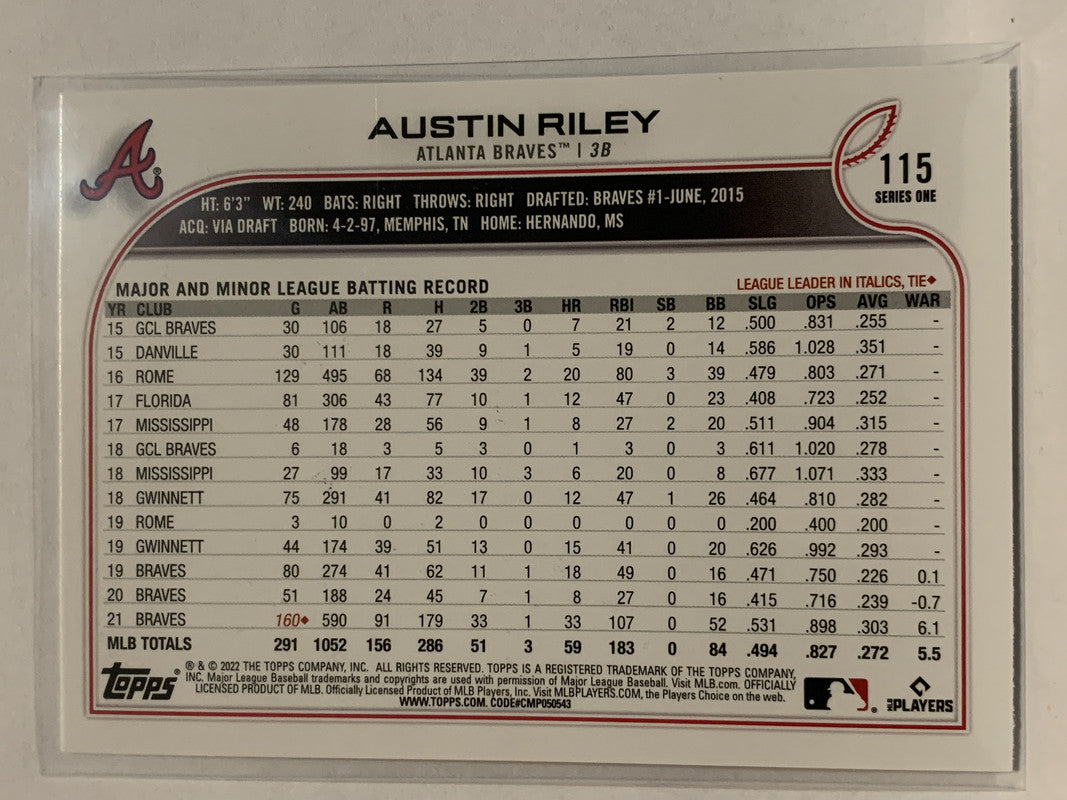 A
AUSTIN RILEY
ATLANTA BRAVES™ | 3B
115
SERIES ONE
HT: 6'3" WT: 240 BATS: RIGHT THROWS: RIGHT DRAFTED: BRAVES #1-JUNE, 2015
ACQ: VIA DRAFT BORN: 4-2-97, MEMPHIS, TN HOME: HERNANDO, MS
MAJOR AND MINOR LEAGUE BATTING RECORD LEAGUE LEADER IN ITALICS, TIE◆
YR CLUB G AB R H 2B 3B HR RBI SB BB SLG OPS AVG WAR
15 GCL BRAVES 30 106 18 27 5 0 7 21 2 12 .500 .831 .255 -
15 DANVILLE 30 111 18 39 9 1 5 19 0 14 .586 1.028 .351 -
16 ROME 129 495 68 134 39 2 20 80 3 39 .479 .803 .271 -
17 FLORIDA 81 306 43 77 10 1 12 47 0 23 .408 .723 .252 -
17 MISSISSIPPI 48 178 28 56 9 1 8 27 2 20 .511 .904 .315 -
18 GCL BRAVES 6 18 3 5 3 0 1 3 0 3 .611 1.020 .278 -
18 MISSISSIPPI 27 99 17 33 10 3 6 20 0 8 .677 1.071 .333 -
18 GWINNETT 75 291 41 82 17 0 12 47 1 26 .464 .810 .282 -
19 ROME 3 10 0 2 0 0 0 0 0 0 .200 .400 .200 -
19 GWINNETT 44 174 39 51 13 0 15 41 0 20 .626 .992 .293 -
19 BRAVES 80 274 41 62 11 1 18 49 0 16 .471 .750 .226 0.1
20 BRAVES 51 188 24 45 7 1 8 27 0 16 .415 .716 .239 -0.7
21 BRAVES 160◆ 590 91 179 33 1 33 107 0 52 .531 .898 .303 6.1
MLB TOTALS 291 1052 156 286 51 3 59 183 0 84 .494 .827 .272 5.5
Topps® ® & © 2022 THE TOPPS COMPANY, INC. ALL RIGHTS RESERVED. TOPPS IS A REGISTERED TRADEMARK OF THE TOPPS COMPANY,
INC. Major League Baseball trademarks and copyrights are used with permission of Major League Baseball. Visit MLB.com. OFFICIALLY
LICENSED PRODUCT OF MLB. Officially Licensed Product of MLB Players, Inc. Visit MLBPLAYERS.COM, the Players Choice on the web.
WWW.TOPPS.COM. CODE#CMP050543
MLB PLAYERS